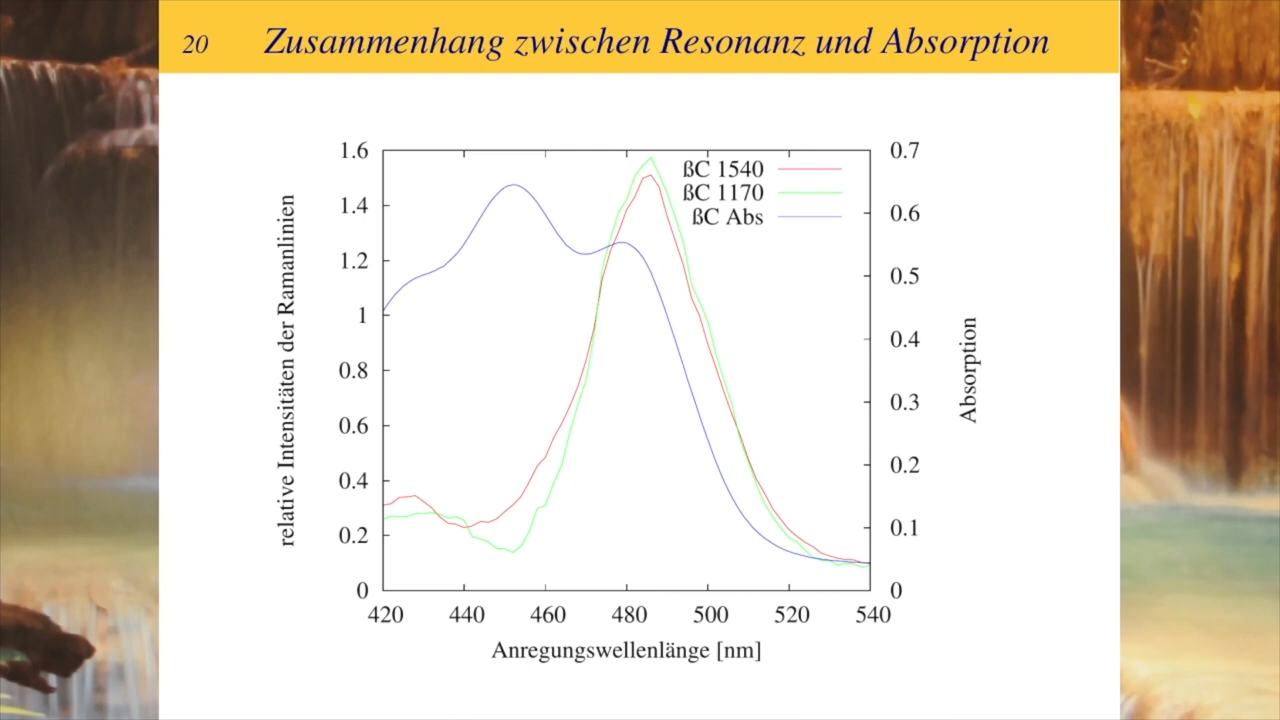 20 Zusammenhang zwischen Resonanz und Absorption
1.6
1.4
1.2
1
0.8
0.6
0.4
0.2
0
relative Intensitäten der Ramanlinien
ßC 1540
ßC 1170
ßC Abs
0.7
0.6
0.5
0.4
0.3
0.2
0.1
0
Absorption
420 440 460 480 500 520 540
Anregungswellenlänge [nm]